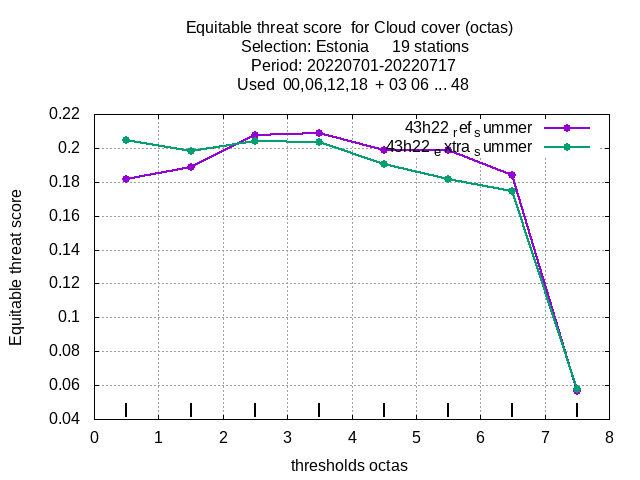 Equitable threat score  for Cloud cover (octas)
Selection: Estonia     19 stations
Period: 20220701-20220717
Used  00,06,12,18  + 03 06 ... 48
43h22_ref_summer
43h22_extra_summer
Equitable threat score
0.22
0.2
0.18
0.16
0.14
0.12
0.1
0.08
0.06
0.04
0 1 2 3 4 5 6 7 8
thresholds octas